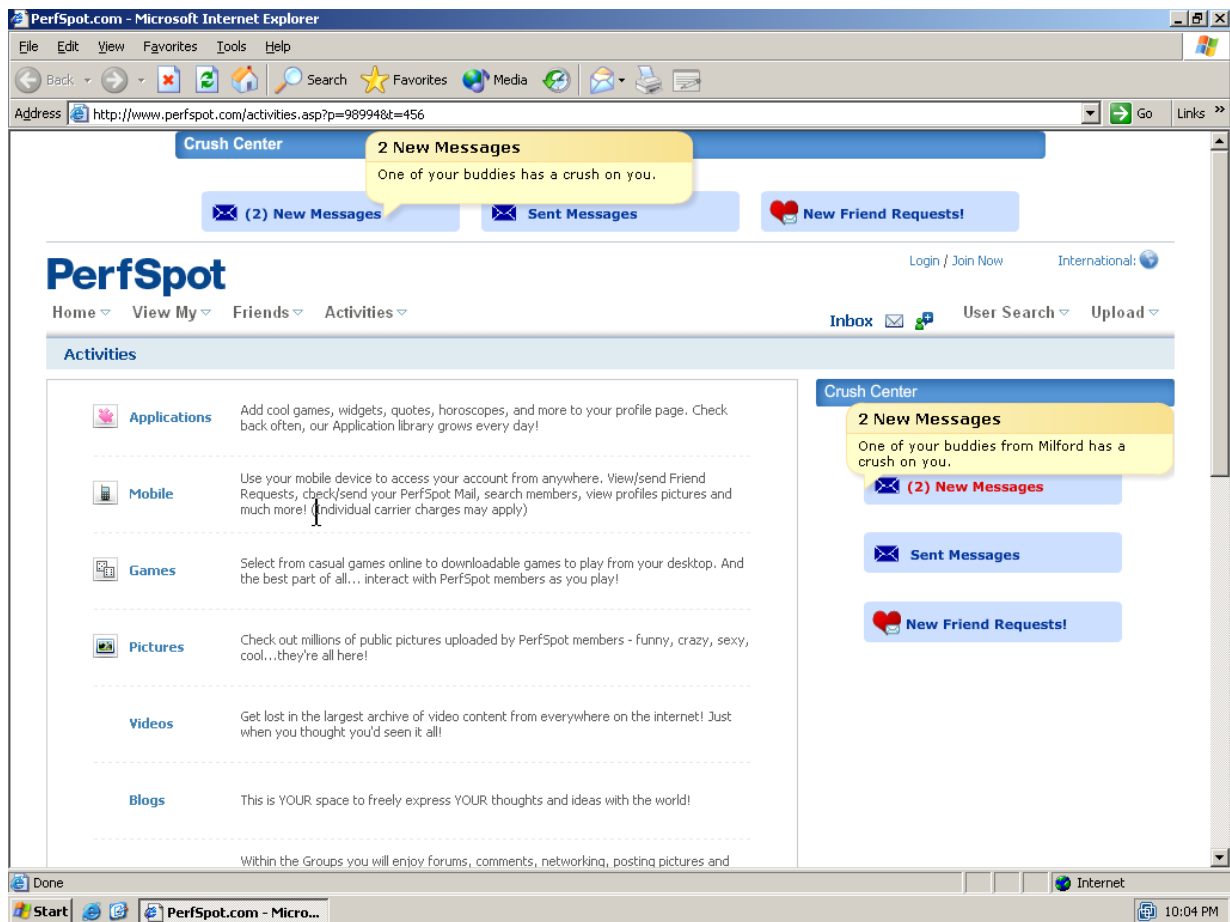 PerfSpot.com - Microsoft Internet Explorer
File Edit View Favorites Tools Help
Back Search Favorites Media
Address http://www.perfspot.com/activities.asp?p=98994&t=456 Go Links »
Crush Center
2 New Messages
One of your buddies has a crush on you.
(2) New Messages
Sent Messages
New Friend Requests!
Login / Join Now International:
PerfSpot
Home View My Friends Activities
Inbox User Search Upload
Activities
Applications
Add cool games, widgets, quotes, horoscopes, and more to your profile page. Check
back often, our Application library grows every day!
Mobile
Use your mobile device to access your account from anywhere. View/send Friend
Requests, check/send your PerfSpot Mail, search members, view profiles pictures and
much more! (Individual carrier charges may apply)
Games
Select from casual games online to downloadable games to play from your desktop. And
the best part of all... interact with PerfSpot members as you play!
Pictures
Check out millions of public pictures uploaded by PerfSpot members - funny, crazy, sexy,
cool...they're all here!
Videos
Get lost in the largest archive of video content from everywhere on the internet! Just
when you thought you'd seen it all!
Blogs
This is YOUR space to freely express YOUR thoughts and ideas with the world!
Within the Groups you will enjoy forums, comments, networking, posting pictures and
Crush Center
2 New Messages
One of your buddies from Milford has a
crush on you.
(2) New Messages
Sent Messages
New Friend Requests!
Done Internet
Start PerfSpot.com - Micro... 10:04 PM